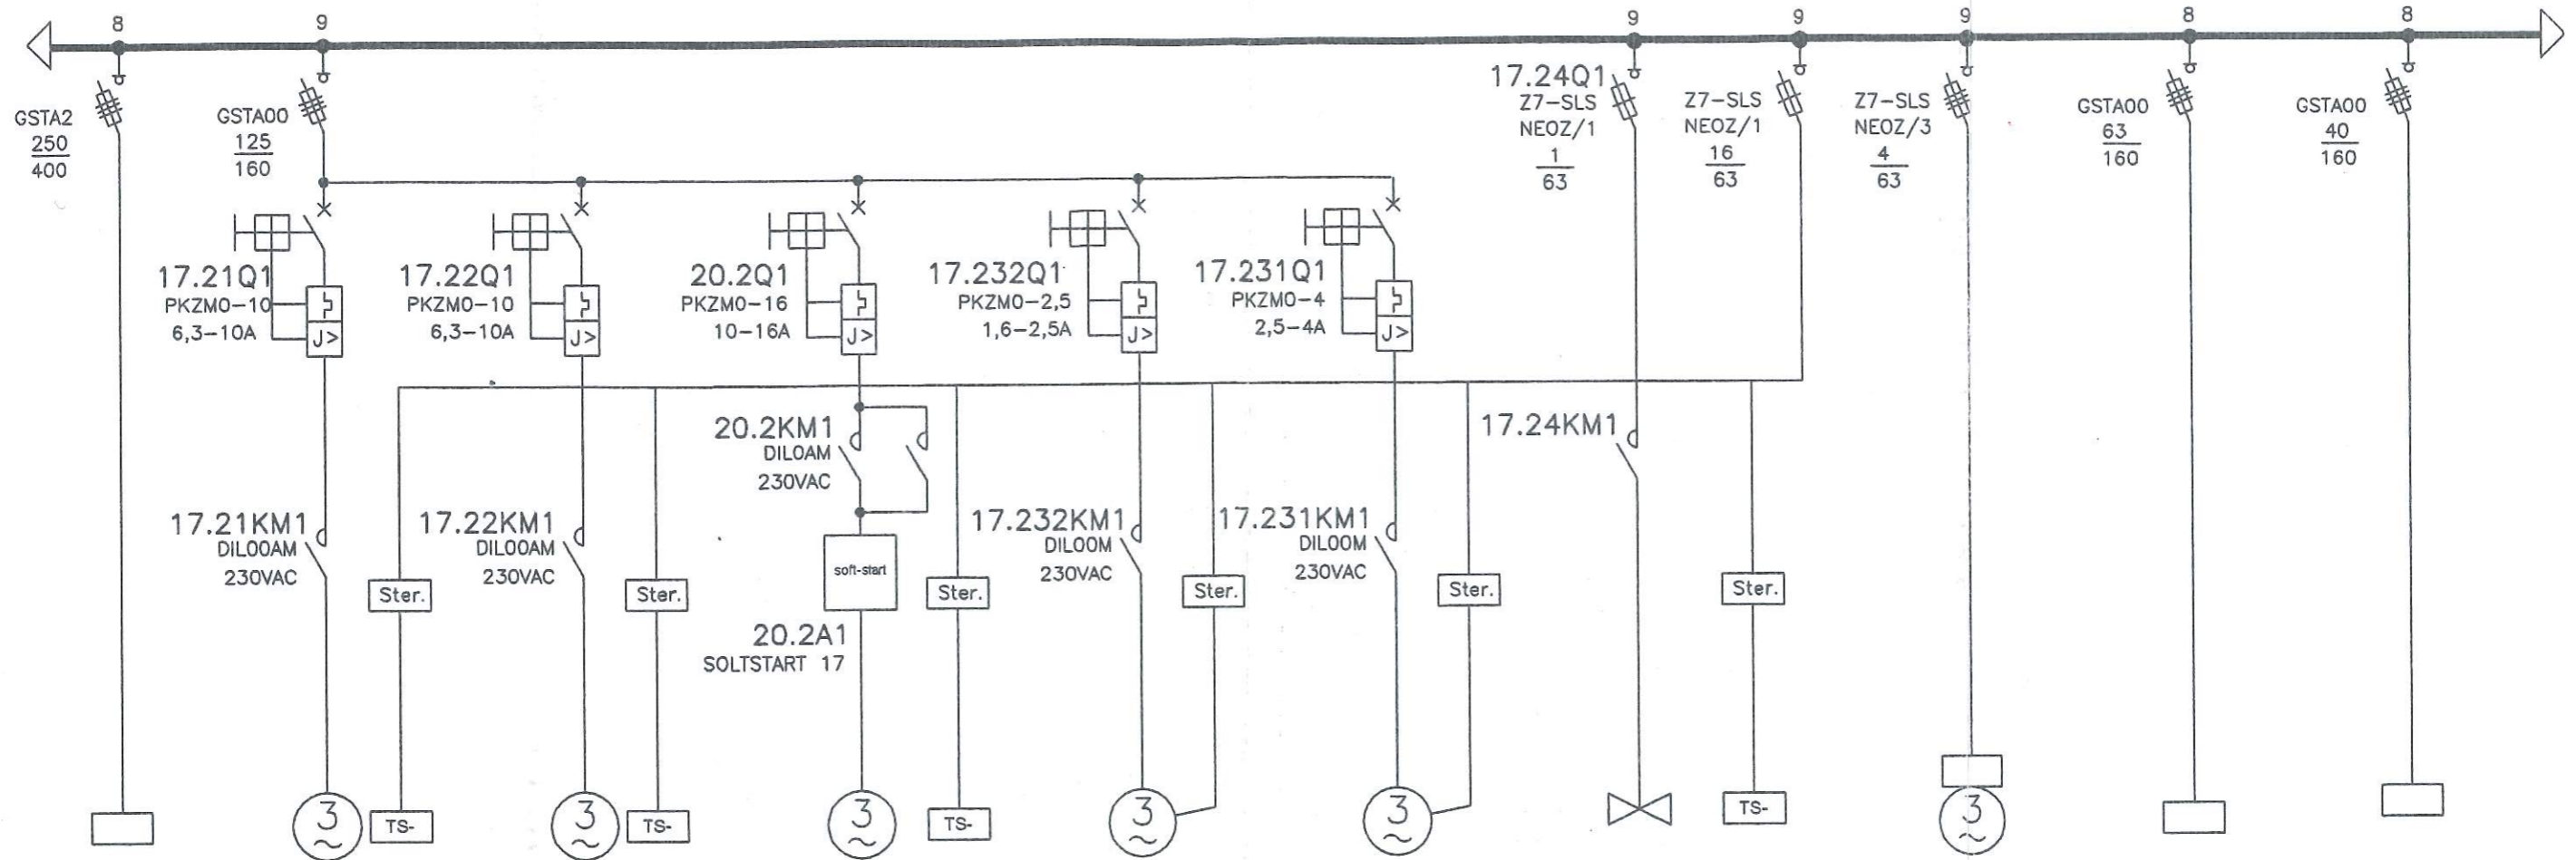 8
9
9
9
9
8
8
GSTA2
250
400
GSTA00
125
160
17.24Q1
Z7-SLS
NEOZ/1
1
63
Z7-SLS
NEOZ/1
16
63
Z7-SLS
NEOZ/3
4
63
GSTA00
63
160
GSTA00
40
160
17.21Q1
PKZM0-10
6,3-10A
J>
17.22Q1
PKZM0-10
6,3-10A
J>
20.2Q1
PKZM0-16
10-16A
J>
17.232Q1
PKZM0-2,5
1,6-2,5A
J>
17.231Q1
PKZM0-4
2,5-4A
J>
17.21KM1
DIL00AM
230VAC
Ster.
17.22KM1
DIL00AM
230VAC
Ster.
20.2KM1
DIL0AM
230VAC
soft-start
20.2A1
SOLTSTART 17
Ster.
17.232KM1
DIL00M
230VAC
Ster.
17.231KM1
DIL00M
230VAC
Ster.
17.24KM1
Ster.
3
~
TS-
3
~
TS-
3
~
TS-
3
~
3
~
TS-
3
~